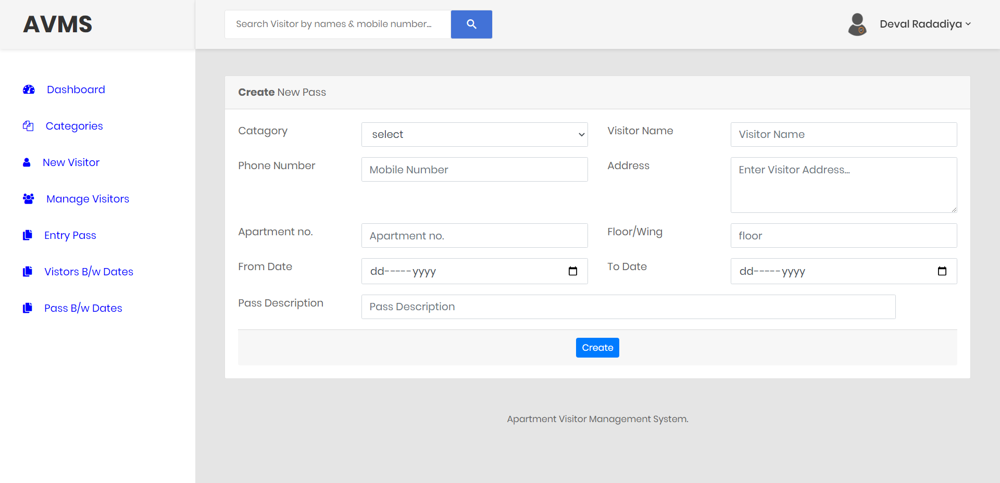 AVMS
Search Visitor by names & mobile number...
Deval Radadiya
Dashboard
Categories
New Visitor
Manage Visitors
Entry Pass
Vistors B/w Dates
Pass B/w Dates
Create New Pass
Catagory
select
Visitor Name
Visitor Name
Phone Number
Mobile Number
Address
Enter Visitor Address...
Apartment no.
Apartment no.
Floor/Wing
floor
From Date
dd-----yyyy
To Date
dd-----yyyy
Pass Description
Pass Description
Create
Apartment Visitor Management System.